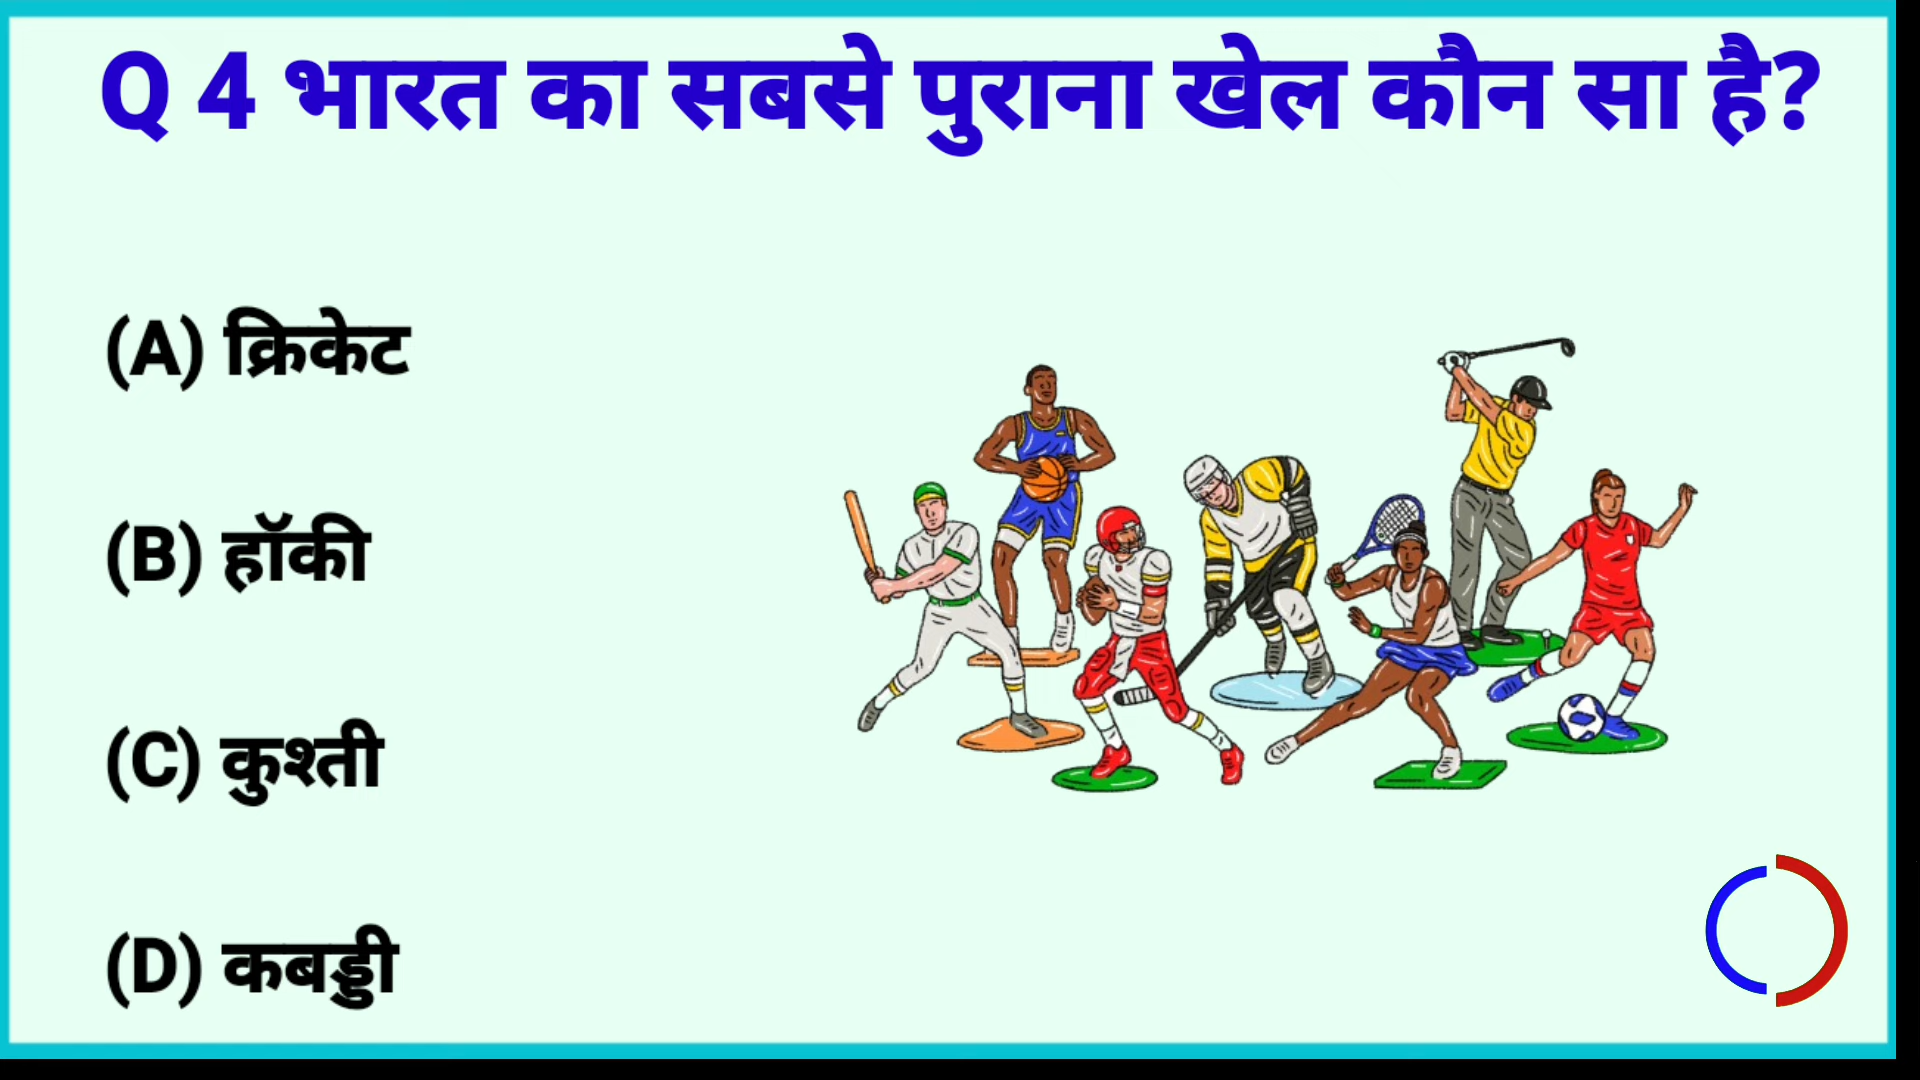 Q 4 भारत का सबसे पुराना खेल कौन सा है?
(A) क्रिकेट
(B) हॉकी
(C) कुश्ती
(D) कबड्डी